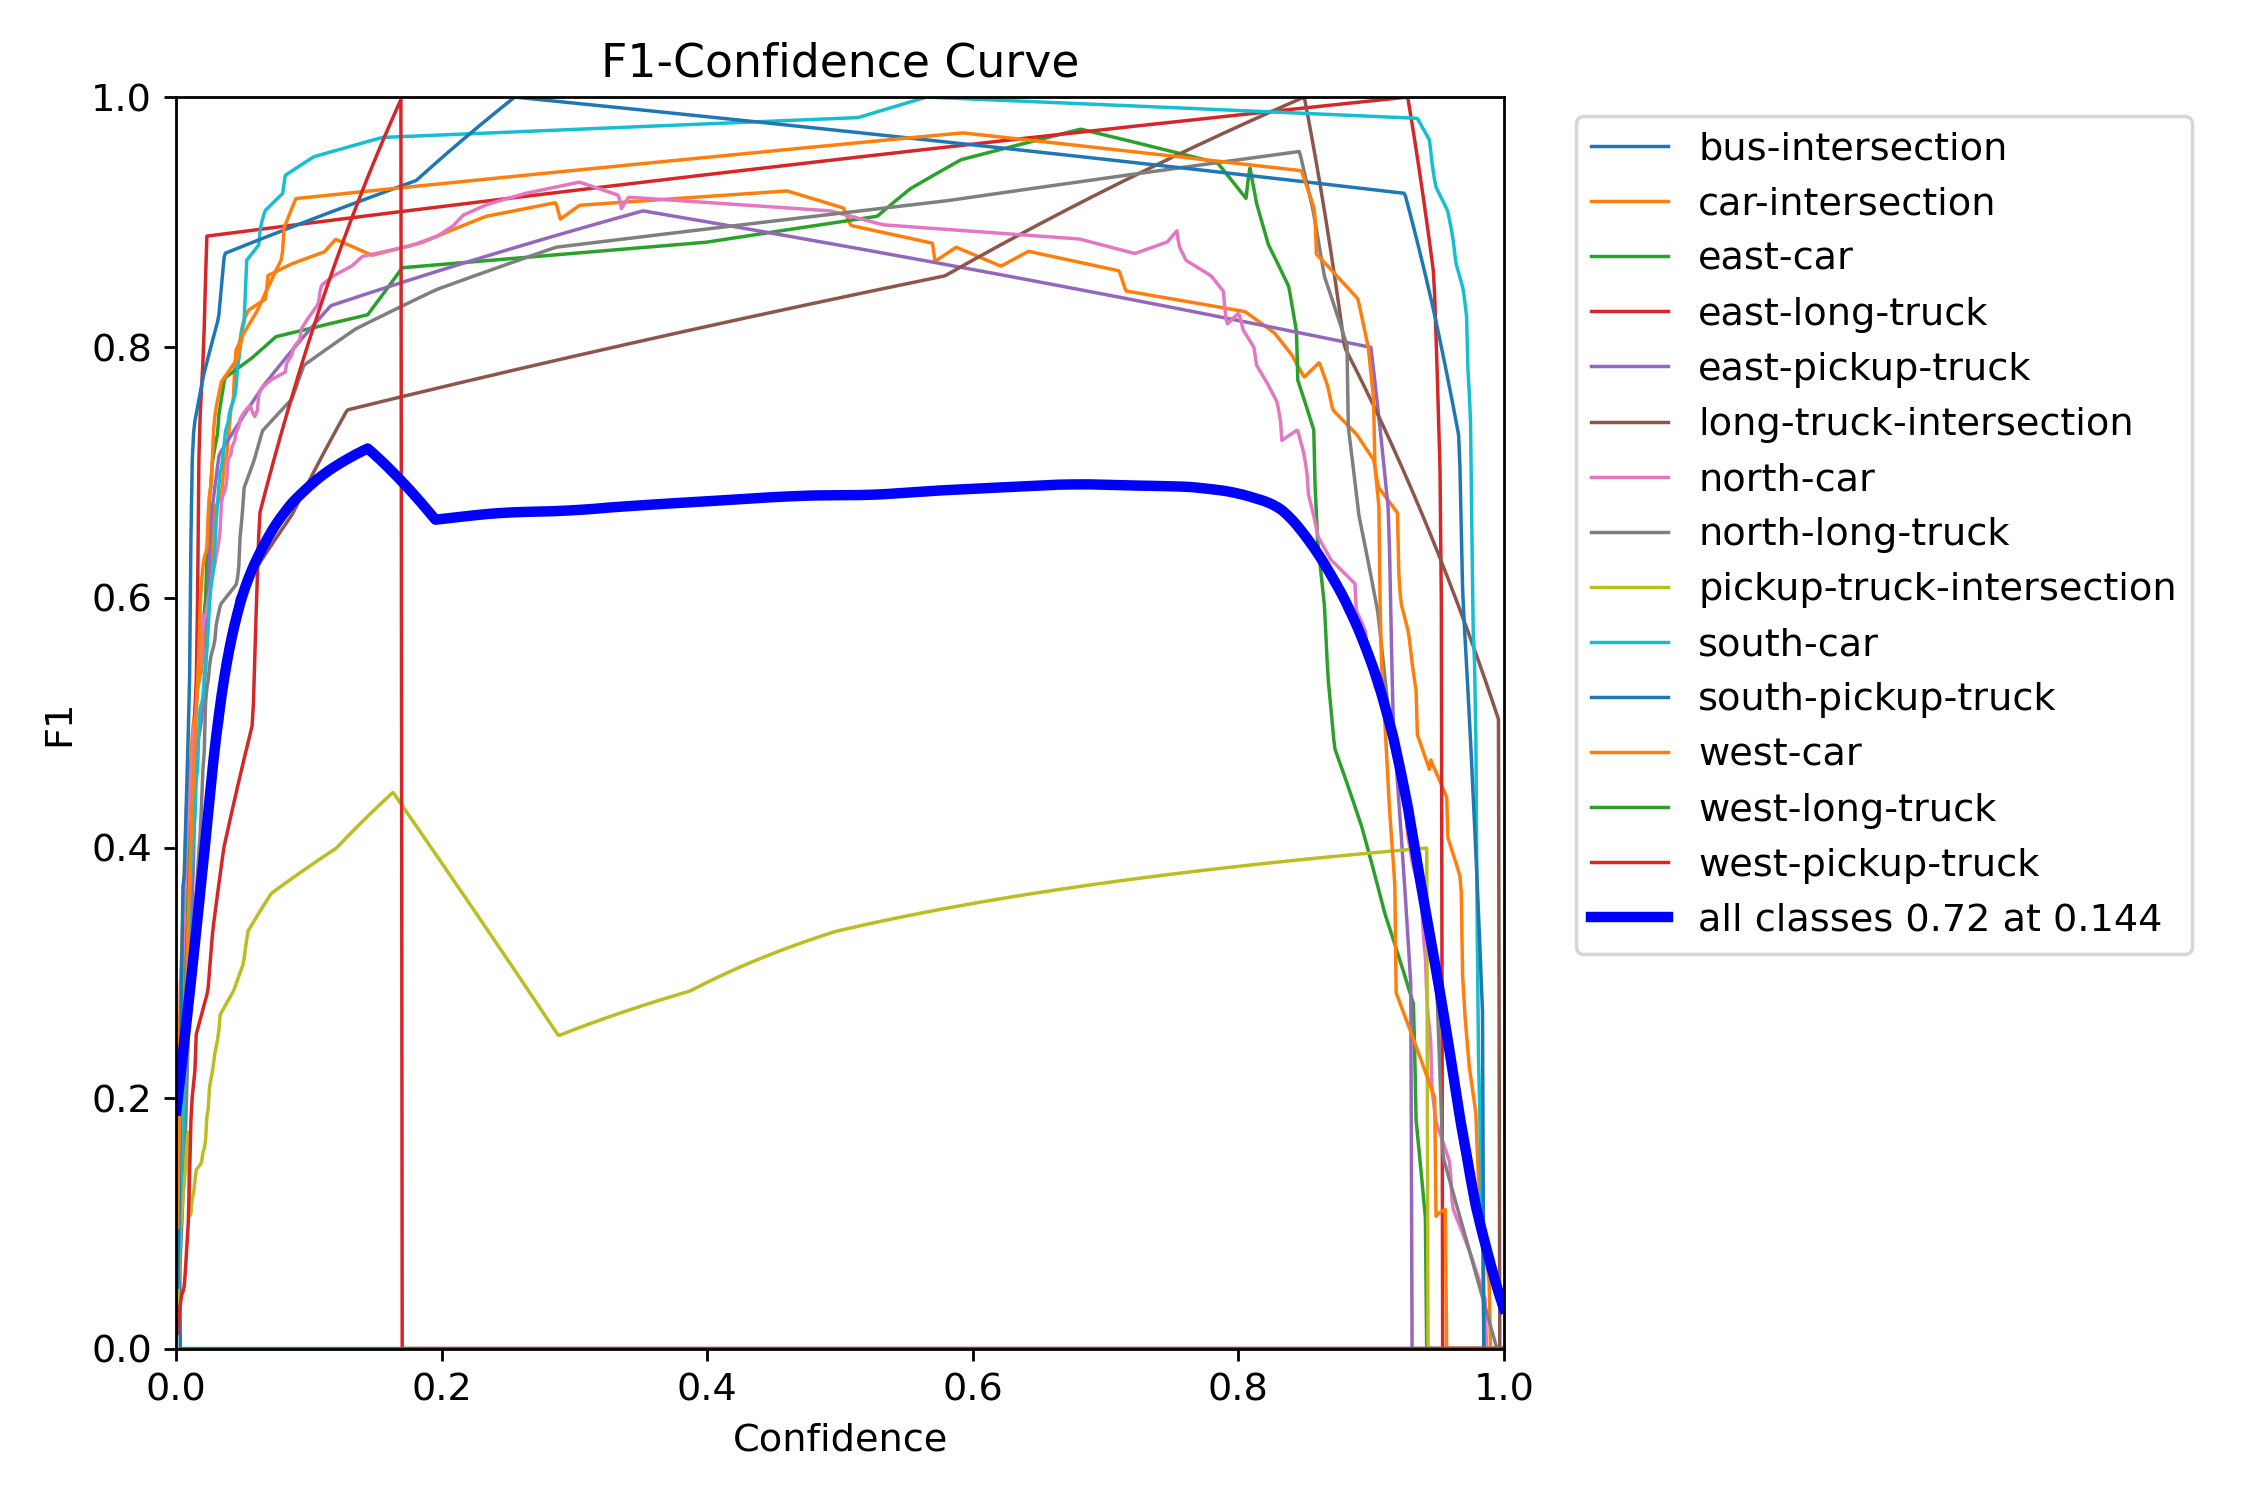 F1-Confidence Curve
1.0
0.8
0.6
0.4
0.2
0.0
F1
0.0 0.2 0.4 0.6 0.8 1.0
Confidence
bus-intersection
car-intersection
east-car
east-long-truck
east-pickup-truck
long-truck-intersection
north-car
north-long-truck
pickup-truck-intersection
south-car
south-pickup-truck
west-car
west-long-truck
west-pickup-truck
all classes 0.72 at 0.144